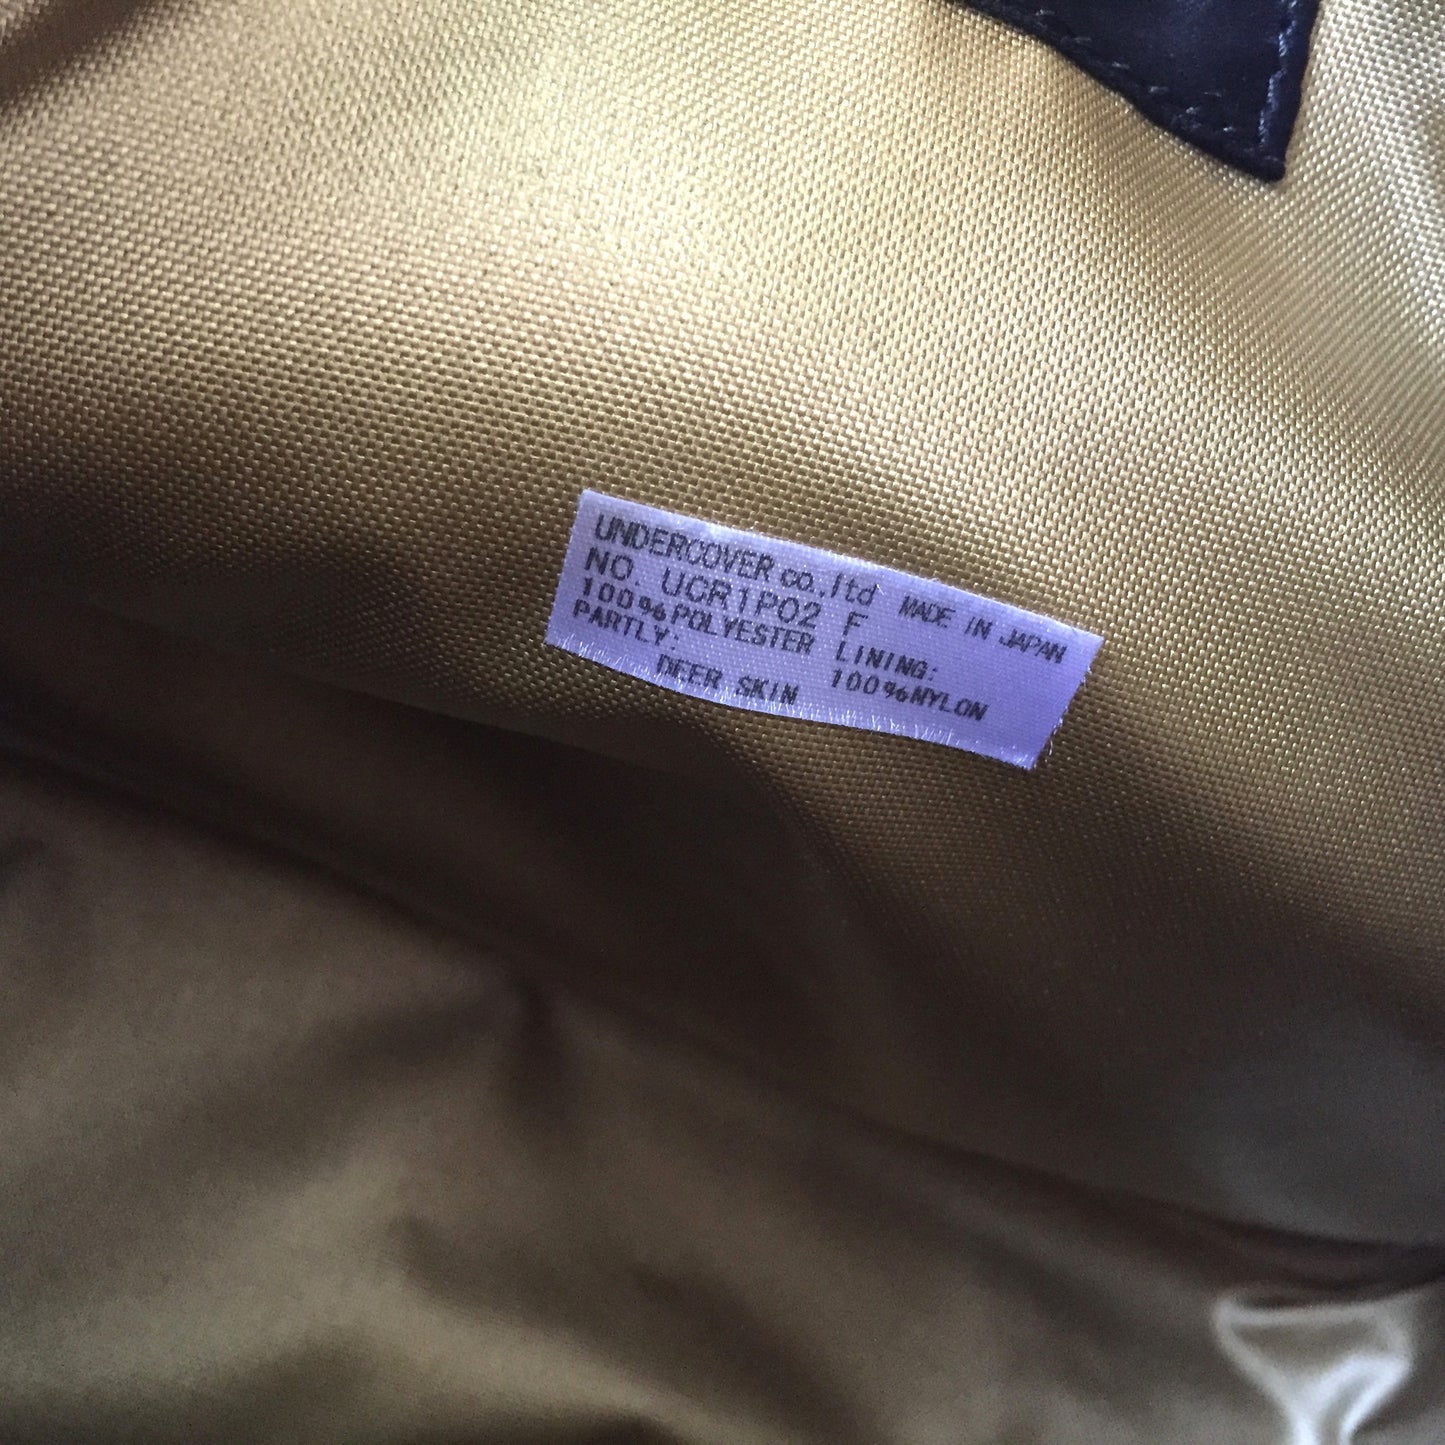 UNDERCOVER co.,ltd MADE IN JAPAN
NO. UCR1P02 F
100%POLYESTER LINING:
PARTLY: 100%NYLON
DEER SKIN